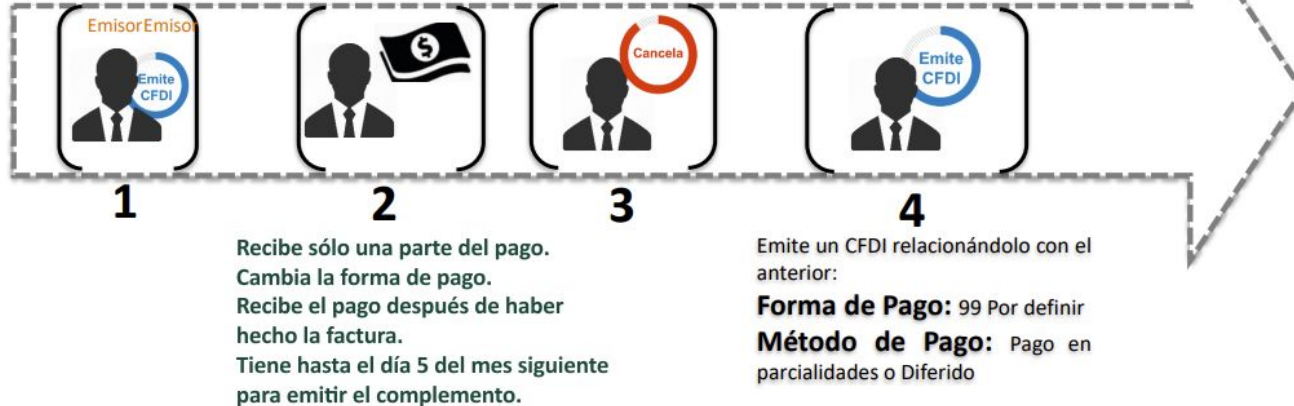 EmisorEmisor
Emite
CFDI
$
Cancela
Emite
CFDI
1
2
3
4
Recibe sólo una parte del pago.
Cambia la forma de pago.
Recibe el pago después de haber
hecho la factura.
Tiene hasta el día 5 del mes siguiente
para emitir el complemento.
Emite un CFDI relacionándolo con el
anterior:
Forma de Pago: 99 Por definir
Método de Pago: Pago en
parcialidades o Diferido